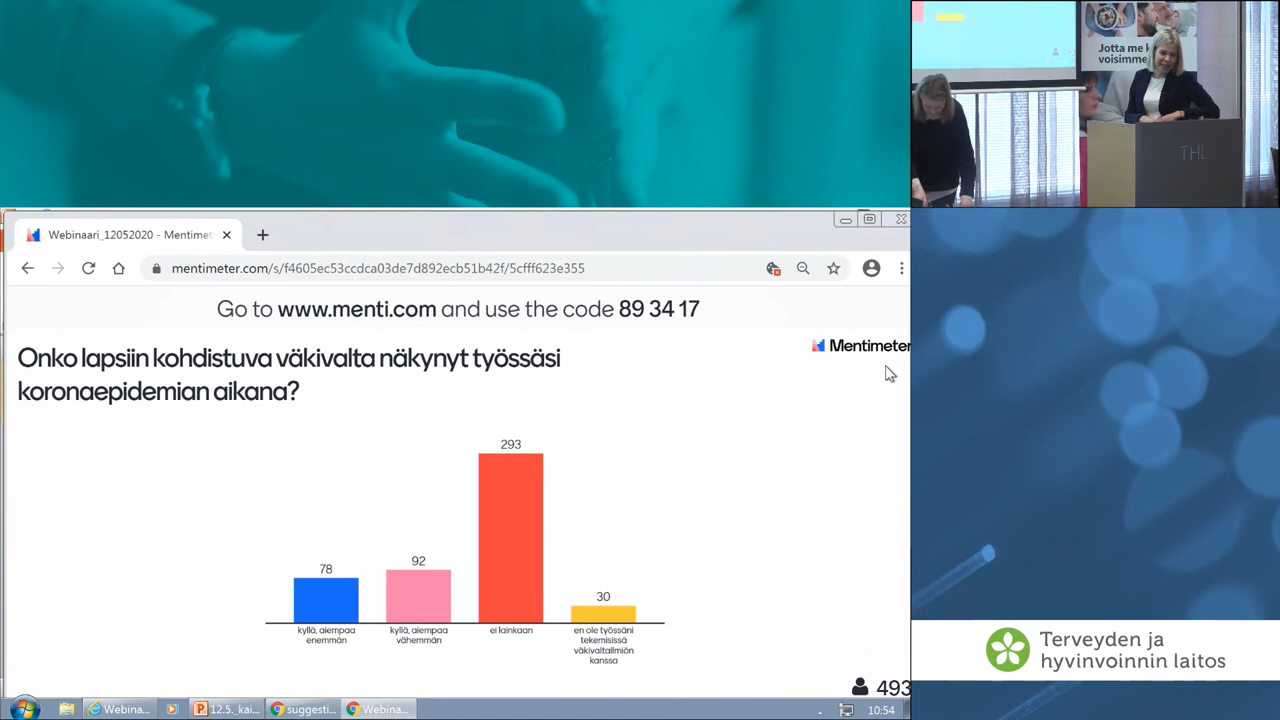 Jotta me
voisimme
THL
Webinaari_12052020 - Mentimet
mentimeter.com/s/f4605ec53ccdca03de7d892ecb51b42f/5cfff623e355
Go to www.menti.com and use the code 89 34 17
Mentimeter
Onko lapsiin kohdistuva väkivalta näkynyt työssäsi
koronaepidemian aikana?
293
92
78
30
kyllä, aiempaa
enemmän
kyllä, aiempaa
vähemmän
ei lainkaan
en ole työssäni
tekemisissä
väkivaltailmiön
kanssa
493
Terveyden ja
hyvinvoinnin laitos
Webina...
12.5._kai...
suggesti...
Webina...
10:54